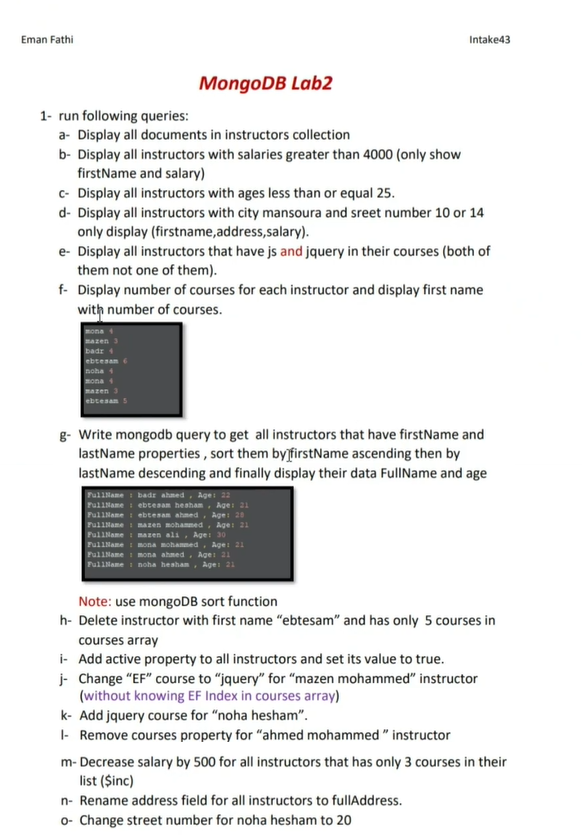 Eman Fathi
Intake43
MongoDB Lab2
1- run following queries:
a- Display all documents in instructors collection
b- Display all instructors with salaries greater than 4000 (only show
firstName and salary)
c- Display all instructors with ages less than or equal 25.
d- Display all instructors with city mansoura and sreet number 10 or 14
only display (firstname,address,salary).
e- Display all instructors that have js and jquery in their courses (both of
them not one of them).
f- Display number of courses for each instructor and display first name
with number of courses.
mona 4
mazen 3
badr 4
ebtesam 6
noha 4
mona 4
mazen 3
ebtesam 5
g- Write mongodb query to get all instructors that have firstName and
lastName properties , sort them by firstName ascending then by
lastName descending and finally display their data FullName and age
FullName : badr ahmed , Age: 22
FullName : ebtesam hesham , Age: 21
FullName : ebtesam ahmed , Age: 28
FullName : mazen mohammed , Age: 21
FullName : mazen ali , Age: 30
FullName : mona mohammed , Age: 21
FullName : mona ahmed , Age: 21
FullName : noha hesham , Age: 21
Note: use mongoDB sort function
h- Delete instructor with first name “ebtesam” and has only 5 courses in
courses array
i- Add active property to all instructors and set its value to true.
j- Change “EF” course to “jquery” for “mazen mohammed” instructor
(without knowing EF Index in courses array)
k- Add jquery course for “noha hesham”.
l- Remove courses property for “ahmed mohammed ” instructor
m- Decrease salary by 500 for all instructors that has only 3 courses in their
list ($inc)
n- Rename address field for all instructors to fullAddress.
o- Change street number for noha hesham to 20